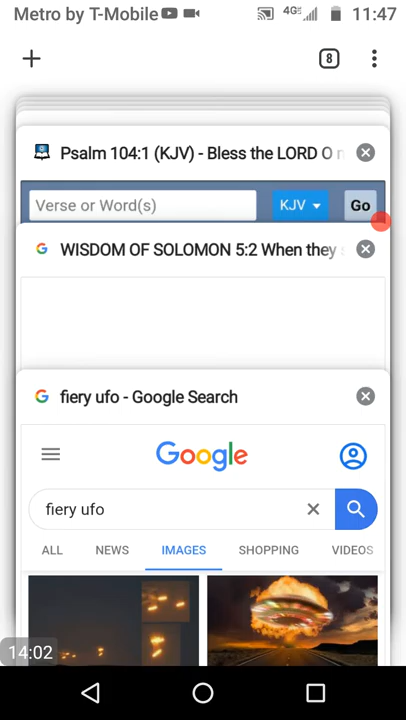 Metro by T-Mobile 4G 11:47
8
Psalm 104:1 (KJV) - Bless the LORD O
Verse or Word(s) KJV Go
WISDOM OF SOLOMON 5:2 When they
fiery ufo - Google Search
Google
fiery ufo
ALL NEWS IMAGES SHOPPING VIDEOS
14:02